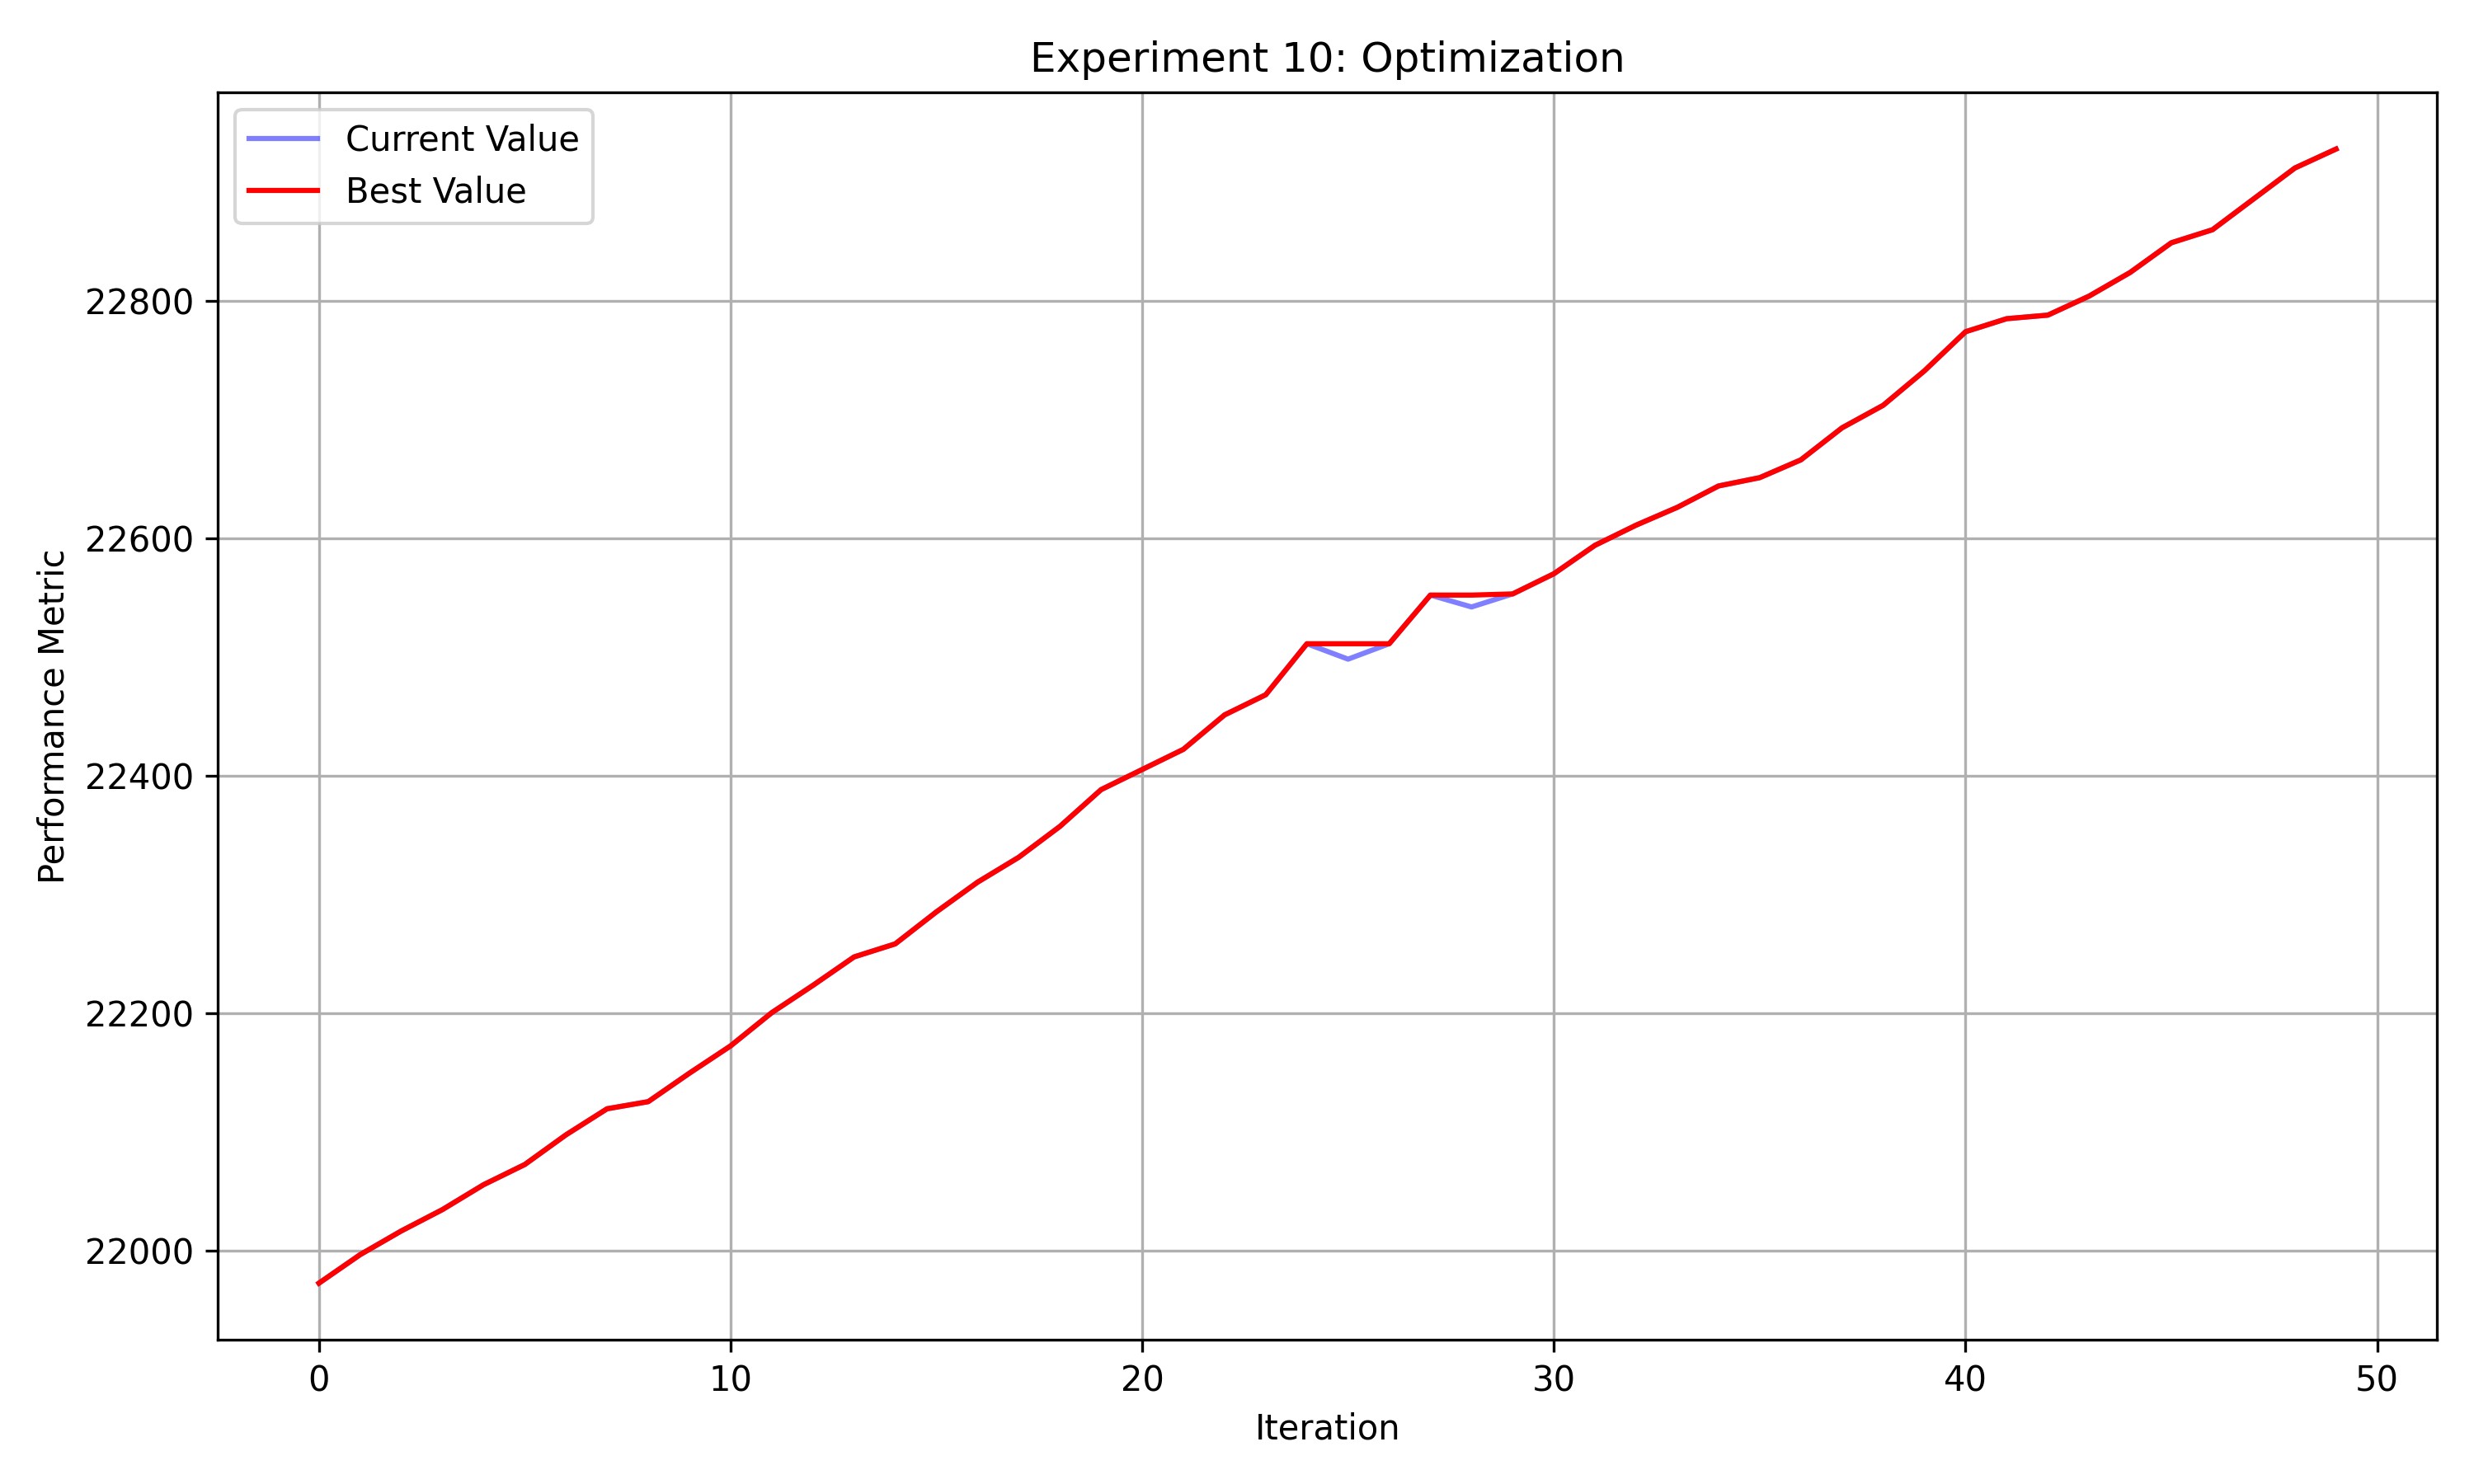 Experiment 10: Optimization
Current Value
Best Value
Performance Metric
22800
22600
22400
22200
22000
0 10 20 30 40 50
Iteration